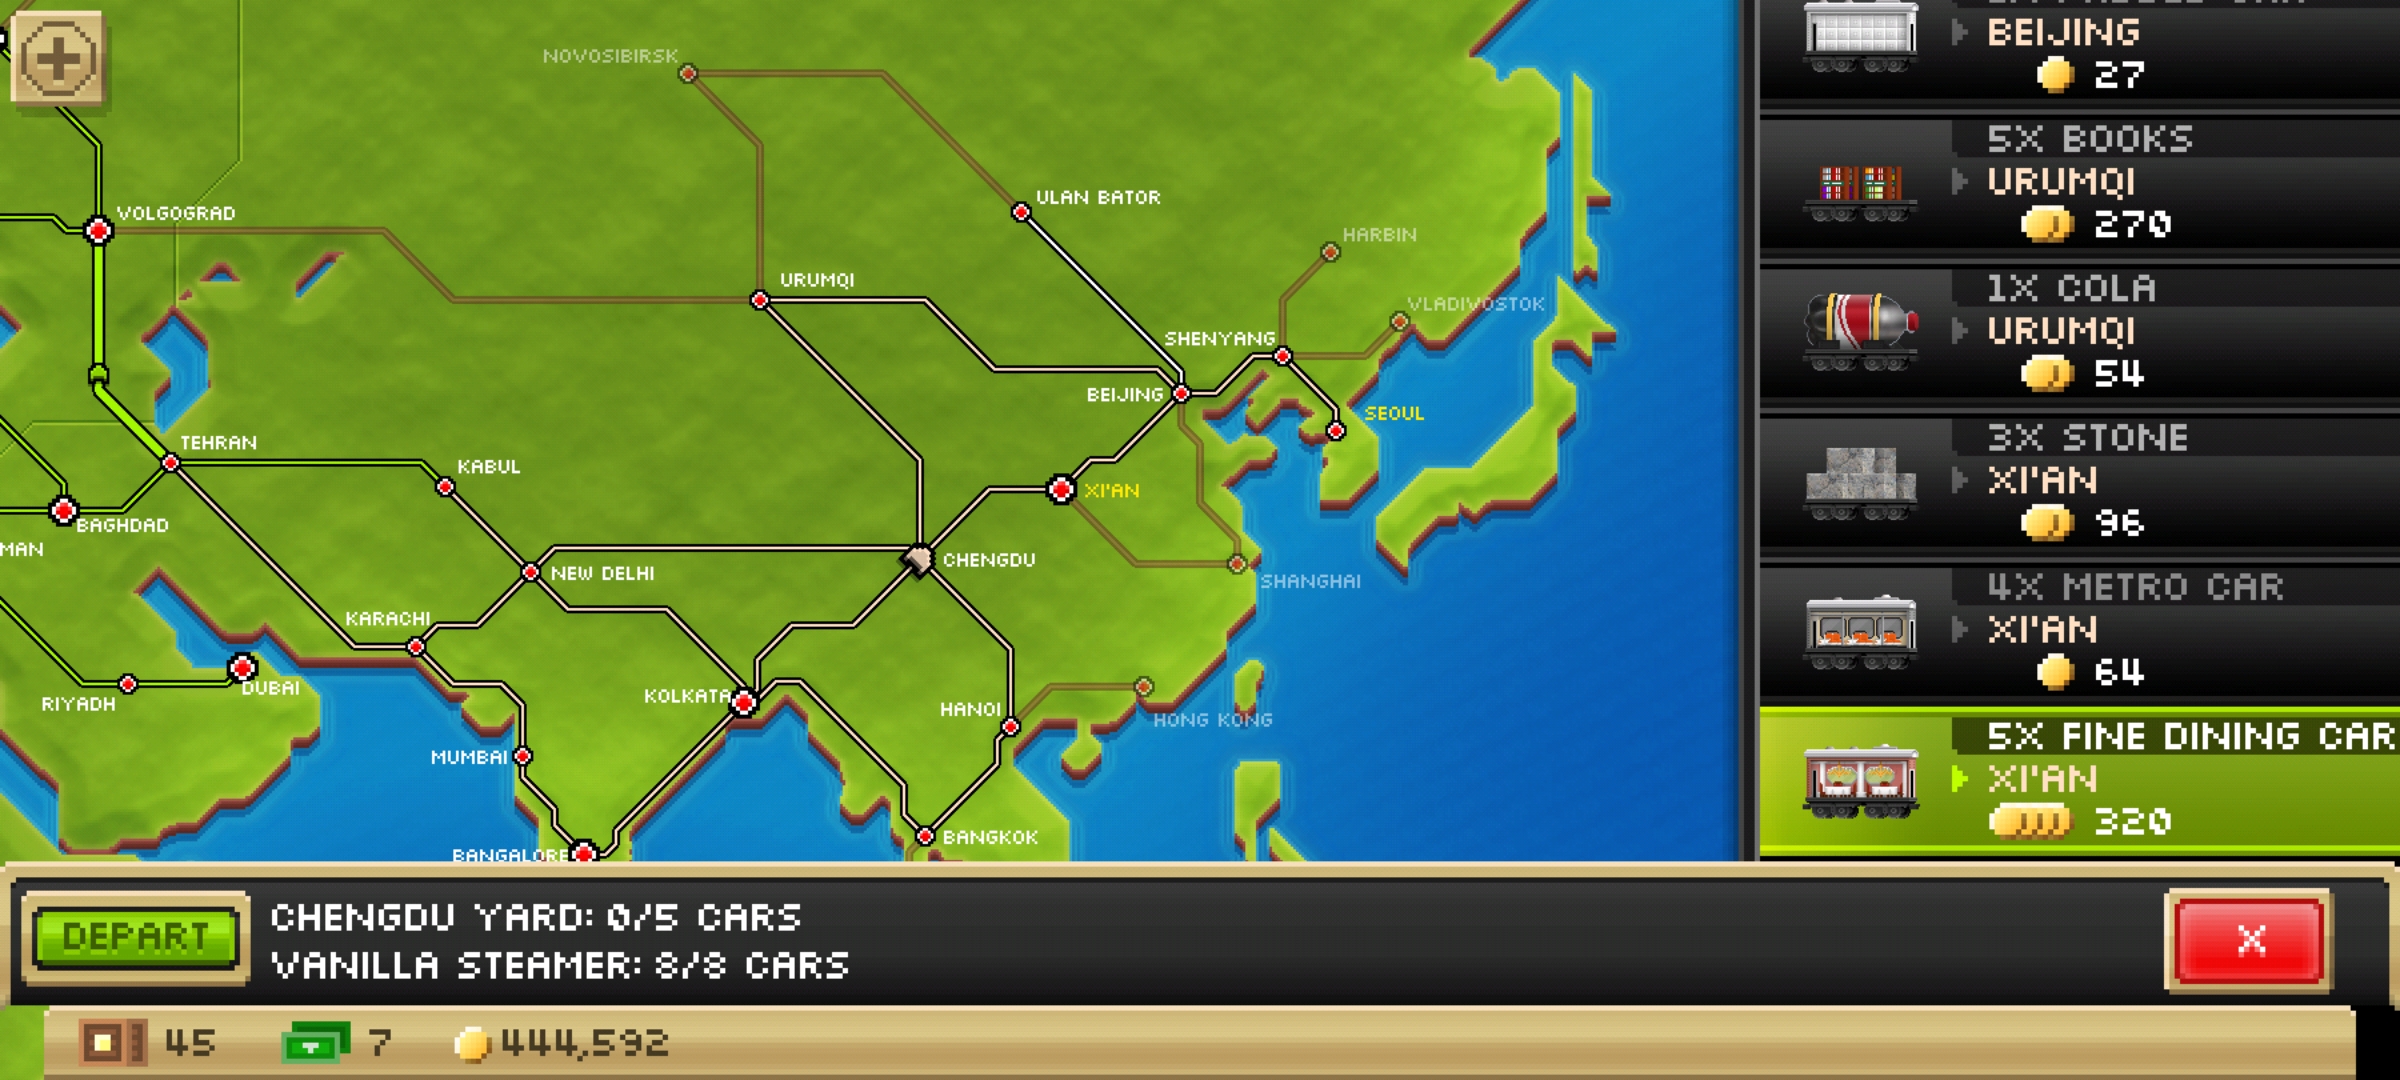 NOVOSIBIRSK
ULAN BATOR
VOLGOGRAD
HARBIN
URUMQI
VLADIVOSTOK
SHENYANG
BEIJING
SEOUL
TEHRAN
KABUL
XI'AN
BAGHDAD
MAN
CHENGDU
NEW DELHI
SHANGHAI
KARACHI
DUBAI
RIYADH
KOLKATA
HANOI
HONG KONG
MUMBAI
BANGKOK
BANGALORE
BEIJING
27
5X BOOKS
URUMQI
270
1X COLA
URUMQI
54
3X STONE
XI'AN
96
4X METRO CAR
XI'AN
64
5X FINE DINING CAR
XI'AN
320
DEPART
CHENGDU YARD: 0/5 CARS
VANILLA STEAMER: 8/8 CARS
X
45
7
444,592